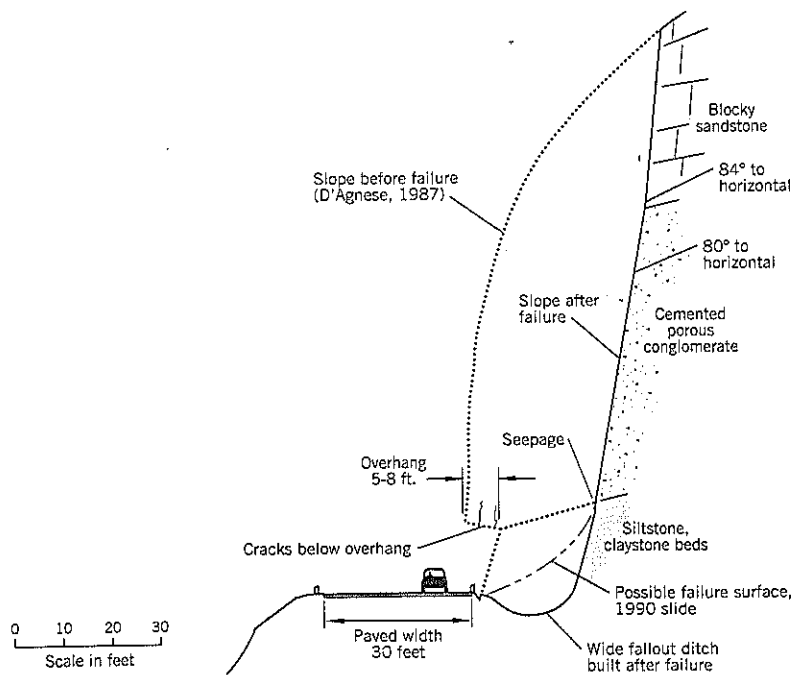 Blocky
sandstone
84° to
horizontal
Slope before failure
(D'Agnese, 1987)
80° to
horizontal
Slope after
failure
Cemented
porous
conglomerate
Seepage
Overhang
5-8 ft.
Siltstone,
claystone beds
Cracks below overhang
Possible failure surface,
1990 slide
Paved width
30 feet
Wide fallout ditch
built after failure
0 10 20 30
Scale in feet